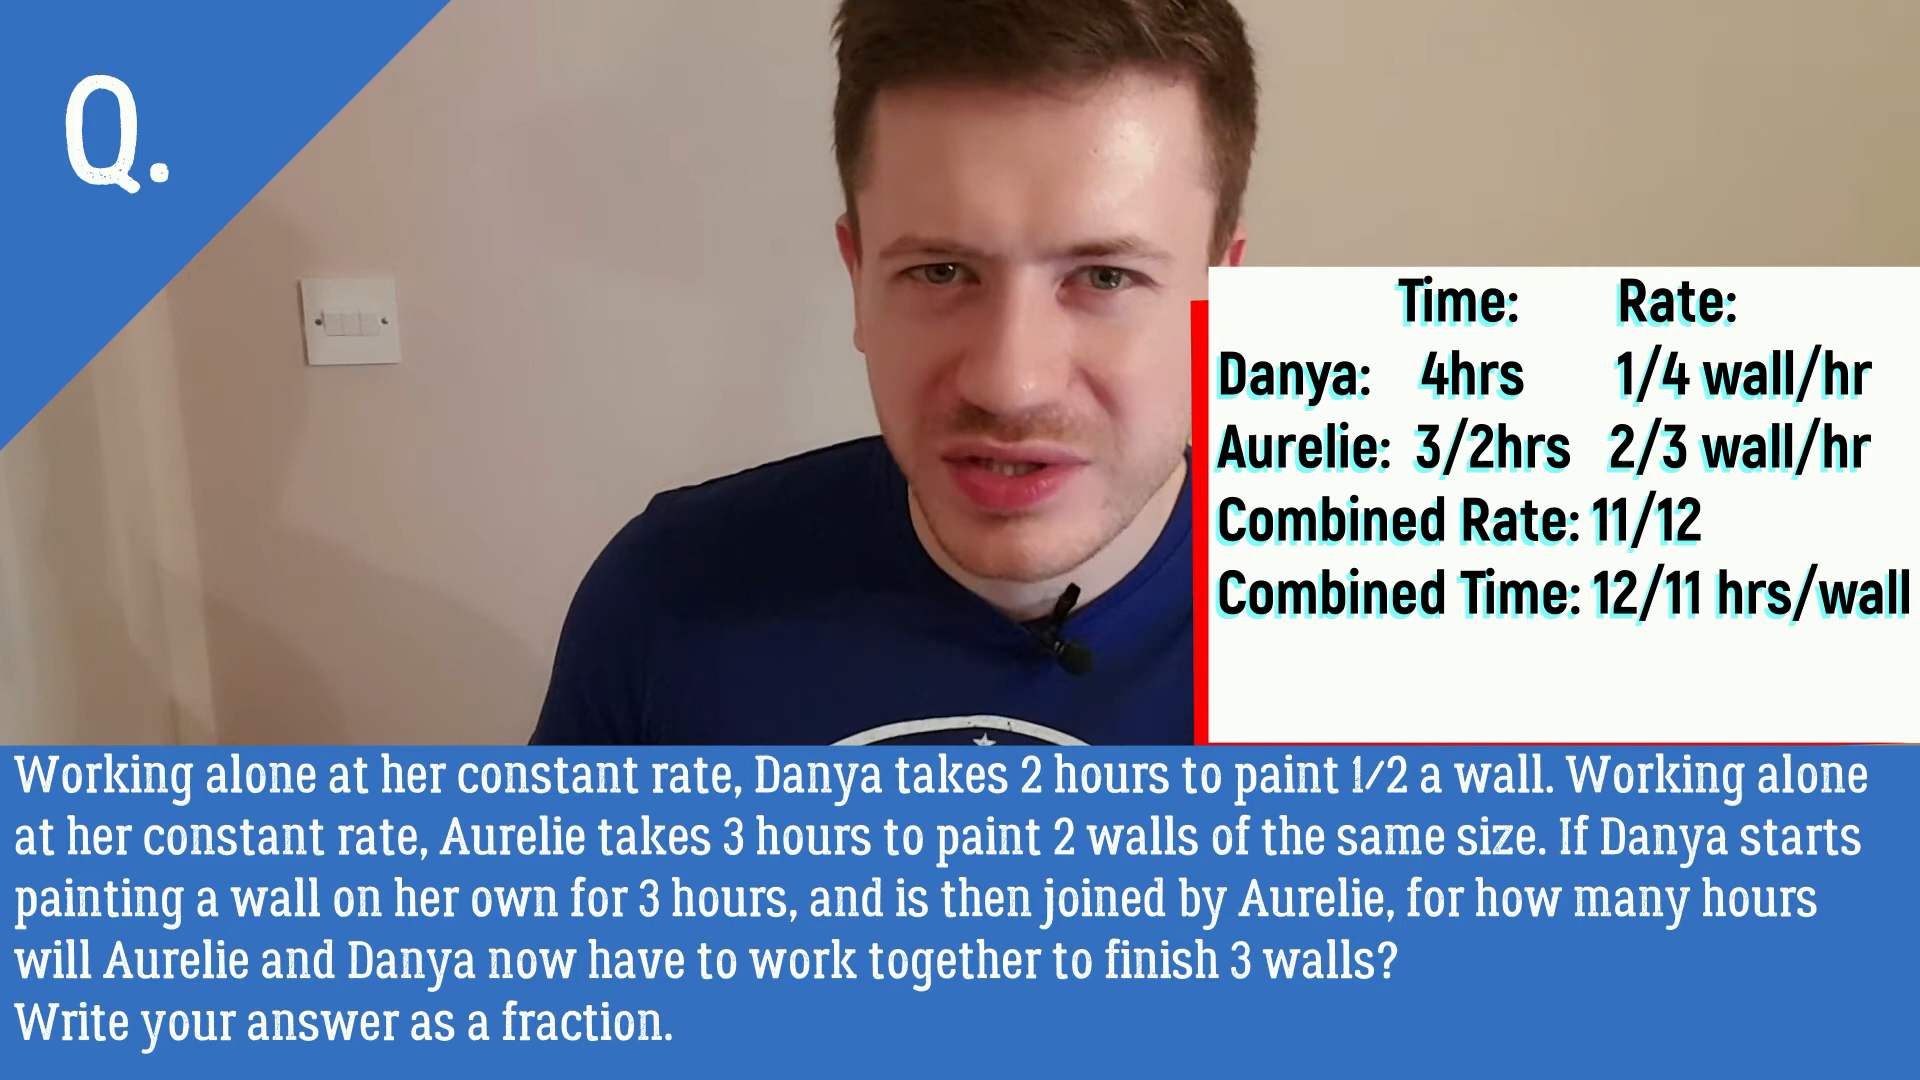 Q.
Time: Rate:
Danya: 4hrs 1/4 wall/hr
Aurelie: 3/2hrs 2/3 wall/hr
Combined Rate: 11/12
Combined Time: 12/11 hrs/wall
Working alone at her constant rate, Danya takes 2 hours to paint 1/2 a wall. Working alone
at her constant rate, Aurelie takes 3 hours to paint 2 walls of the same size. If Danya starts
painting a wall on her own for 3 hours, and is then joined by Aurelie, for how many hours
will Aurelie and Danya now have to work together to finish 3 walls?
Write your answer as a fraction.